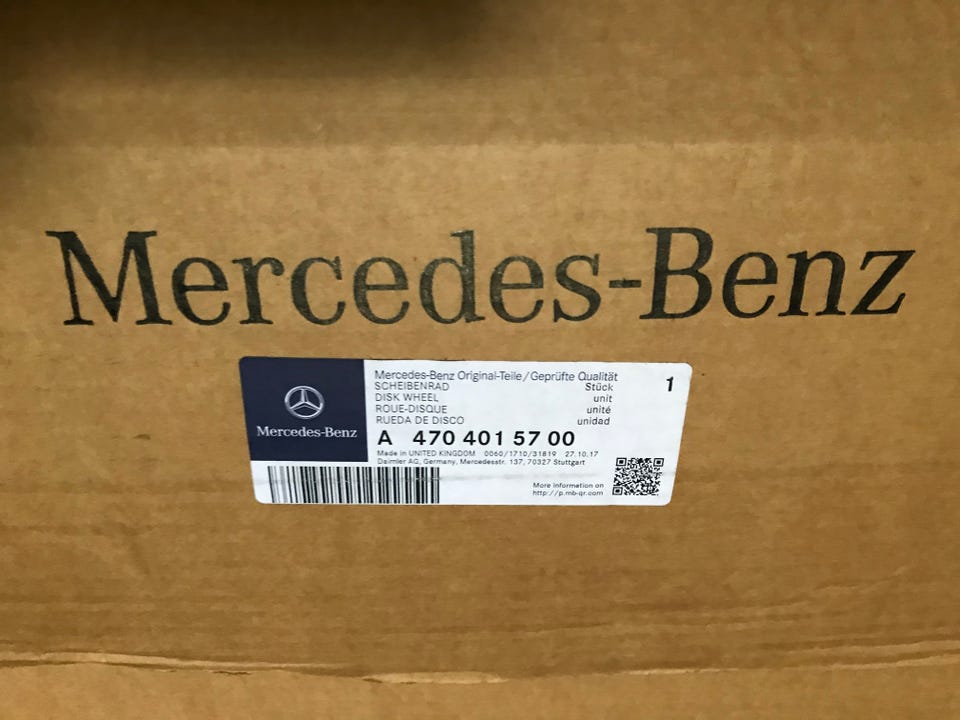 Mercedes-Benz
Mercedes-Benz
Mercedes-Benz Original-Teile/Geprüfte Qualität 1
SCHEIBENRAD Stück
DISK WHEEL unit
ROUE-DISQUE unité
RUEDA DE DISCO unidad
A 470 401 57 00
Made in UNITED KINGDOM 0060/1710/31819 27.10.17
Daimler AG, Germany, Mercedesstr. 137, 70327 Stuttgart
More information on
http://p.mb-qr.com